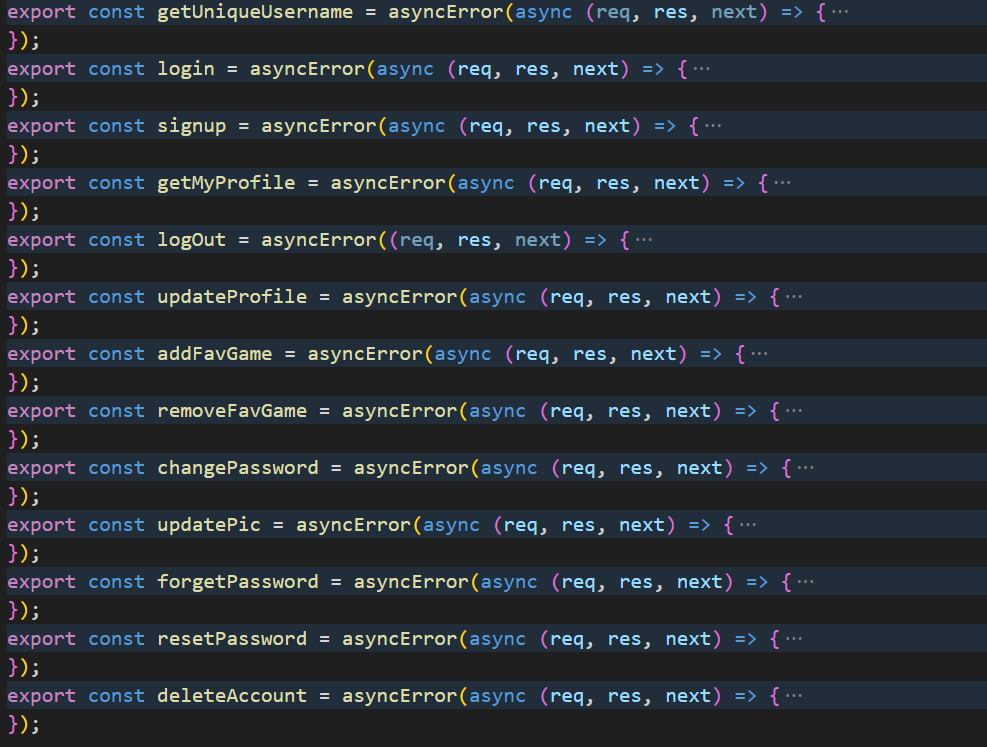 export const getUniqueUsername = asyncError(async (req, res, next) => {···
});
export const login = asyncError(async (req, res, next) => {···
});
export const signup = asyncError(async (req, res, next) => {···
});
export const getMyProfile = asyncError(async (req, res, next) => {···
});
export const logOut = asyncError((req, res, next) => {···
});
export const updateProfile = asyncError(async (req, res, next) => {···
});
export const addFavGame = asyncError(async (req, res, next) => {···
});
export const removeFavGame = asyncError(async (req, res, next) => {···
});
export const changePassword = asyncError(async (req, res, next) => {···
});
export const updatePic = asyncError(async (req, res, next) => {···
});
export const forgetPassword = asyncError(async (req, res, next) => {···
});
export const resetPassword = asyncError(async (req, res, next) => {···
});
export const deleteAccount = asyncError(async (req, res, next) => {···
});